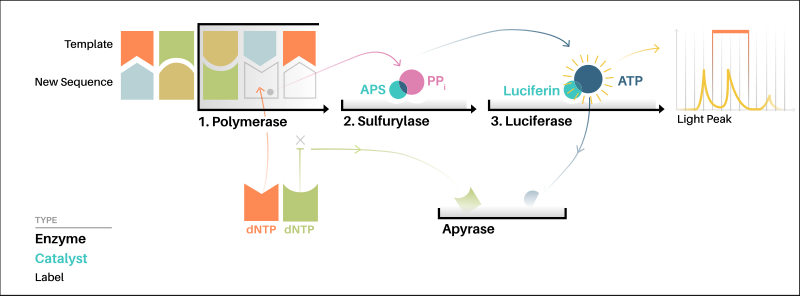 Template
New Sequence
APS
PPi
Luciferin
ATP
1. Polymerase
2. Sulfurylase
3. Luciferase
Light Peak
dNTP
dNTP
Apyrase
TYPE
Enzyme
Catalyst
Label